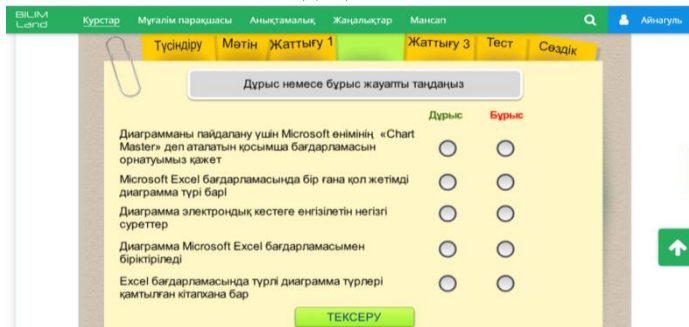 BILIM Land
Курстар Мұғалім парақшасы Анықтамалық Жаңалықтар Мансап Айнагуль
Түсіндіру Мәтін Жаттығу 1 Жаттығу 3 Тест Сөздік
Дұрыс немесе бұрыс жауапты таңдаңыз
Дұрыс Бұрыс
Диаграмманы пайдалану үшін Microsoft өнімінің «Chart
Master» деп аталатын қосымша бағдарламасын
орнатуымыз қажет
Microsoft Excel бағдарламасында бір ғана қол жетімді
диаграмма түрі барl
Диаграмма электрондық кестеге енгізілетін негізгі
суреттер
Диаграмма Microsoft Excel бағдарламасымен
біріктіріледі
Excel бағдарламасында түрлі диаграмма түрлері
қамтылған кітапхана бар
ТЕКСЕРУ